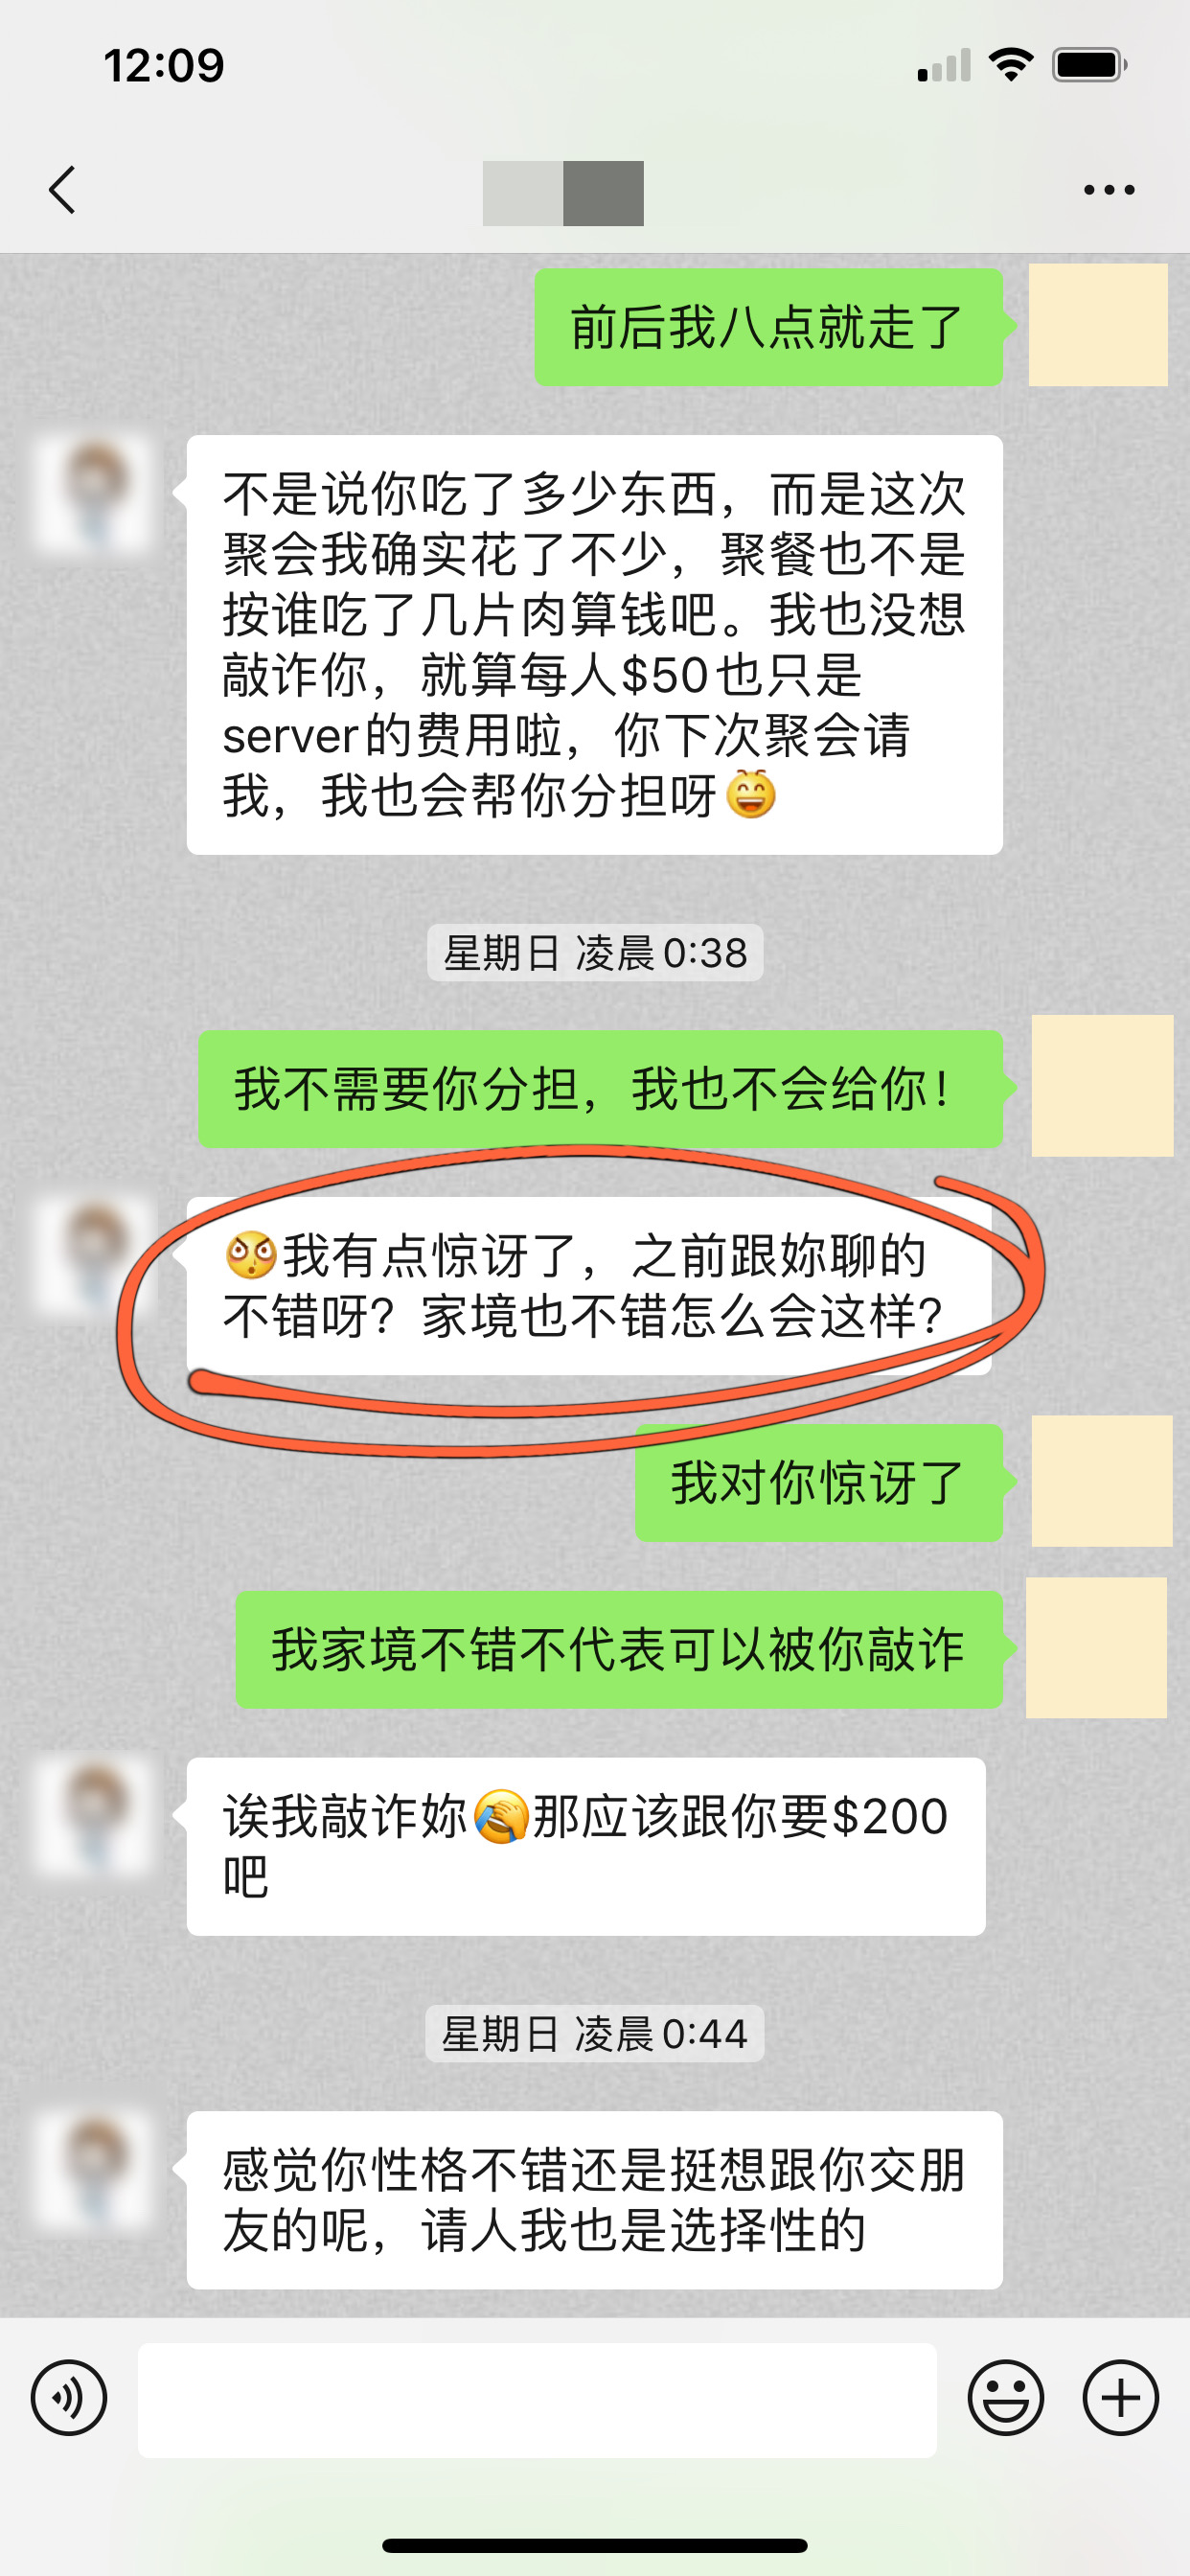 12:09
前后我八点就走了
不是说你吃了多少东西，而是这次
聚会我确实花了不少，聚餐也不是
按谁吃了几片肉算钱吧。我也没想
敲诈你，就算每人$50也只是
server的费用啦，你下次聚会请
我，我也会帮你分担呀😄
星期日 凌晨0:38
我不需要你分担，我也不会给你！
我有点惊讶了，之前跟妳聊的
不错呀？家境也不错怎么会这样？
我对你惊讶了
我家境不错不代表可以被你敲诈
诶我敲诈妳🤦那应该跟你要$200
吧
星期日 凌晨0:44
感觉你性格不错还是挺想跟你交朋
友的呢，请人我也是选择性的